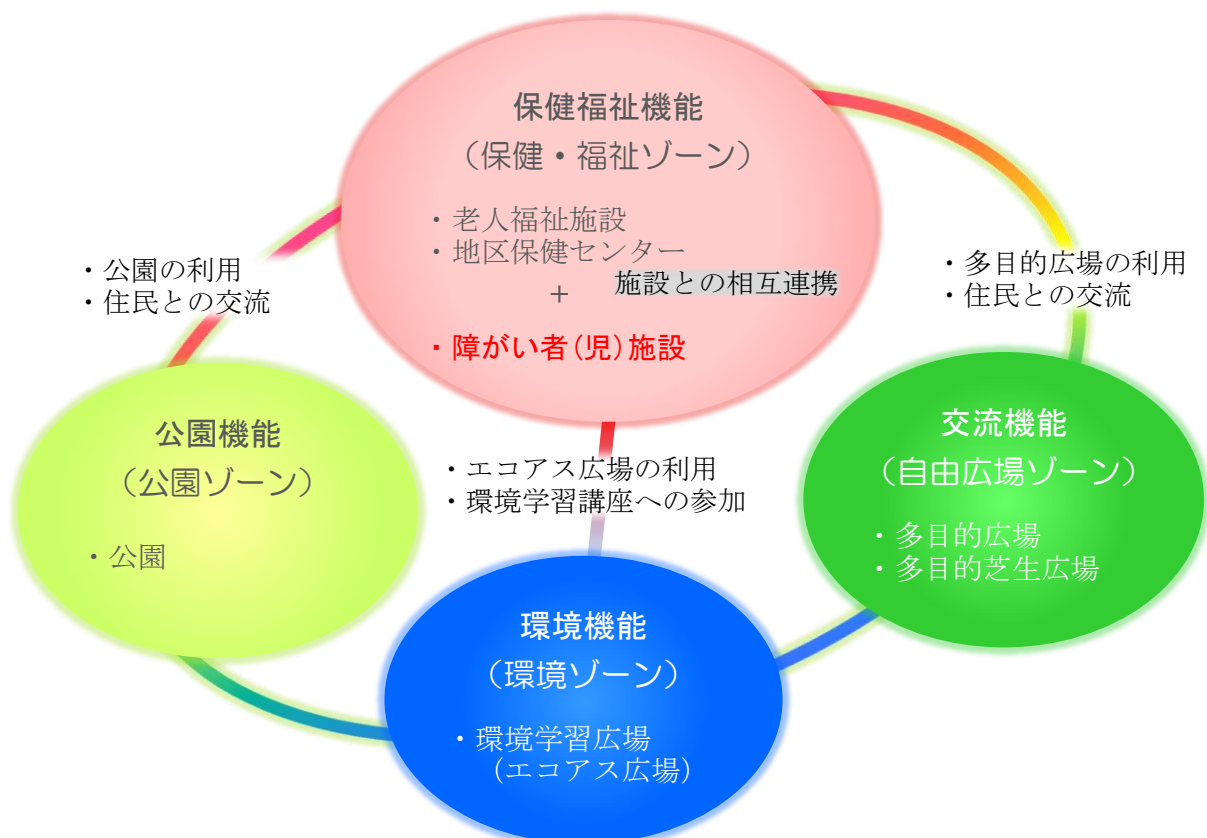 保健福祉機能
（保健・福祉ゾーン）
・老人福祉施設
・地区保健センター
+
施設との相互連携
・障がい者(児)施設
・公園の利用
・住民との交流
・多目的広場の利用
・住民との交流
公園機能
（公園ゾーン）
・公園
・エコアス広場の利用
・環境学習講座への参加
交流機能
（自由広場ゾーン）
・多目的広場
・多目的芝生広場
環境機能
（環境ゾーン）
・環境学習広場
（エコアス広場）